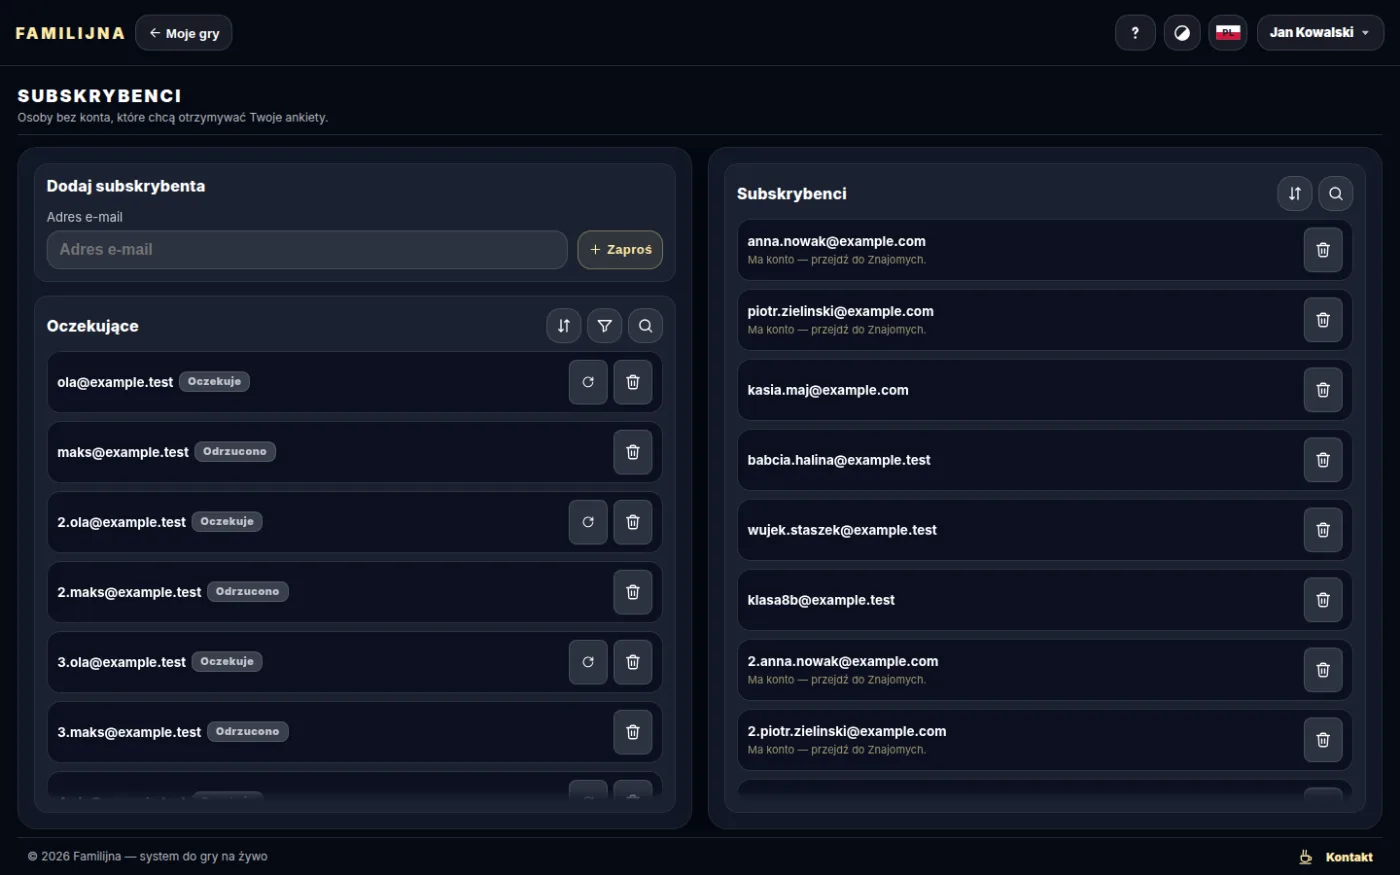 FAMILIJNA
← Moje gry
?
PL
Jan Kowalski
SUBSKRYBENCI
Osoby bez konta, które chcą otrzymywać Twoje ankiety.
Dodaj subskrybenta
Adres e-mail
Adres e-mail
+ Zaproś
Oczekujące
ola@example.test Oczekuje
maks@example.test Odrzucono
2.ola@example.test Oczekuje
2.maks@example.test Odrzucono
3.ola@example.test Oczekuje
3.maks@example.test Odrzucono
Subskrybenci
anna.nowak@example.com
Ma konto — przejdź do Znajomych.
piotr.zielinski@example.com
Ma konto — przejdź do Znajomych.
kasia.maj@example.com
babcia.halina@example.test
wujek.staszek@example.test
klasa8b@example.test
2.anna.nowak@example.com
Ma konto — przejdź do Znajomych.
2.piotr.zielinski@example.com
Ma konto — przejdź do Znajomych.
© 2026 Familijna — system do gry na żywo
Kontakt